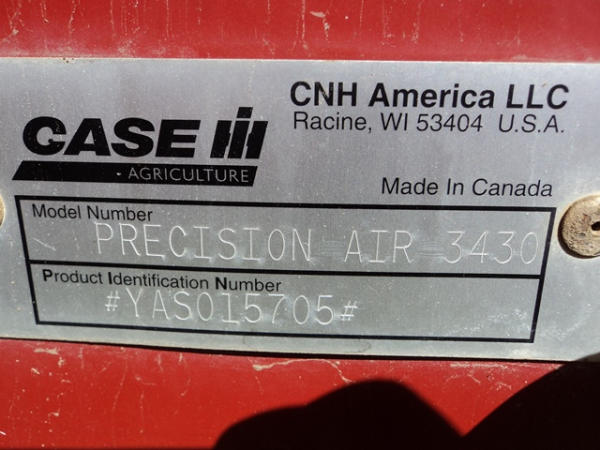 CNH America LLC
Racine, WI 53404 U.S.A.
CASE IH
AGRICULTURE
Made In Canada
Model Number
PRECISION AIR 3430
Product Identification Number
#YAS015705#